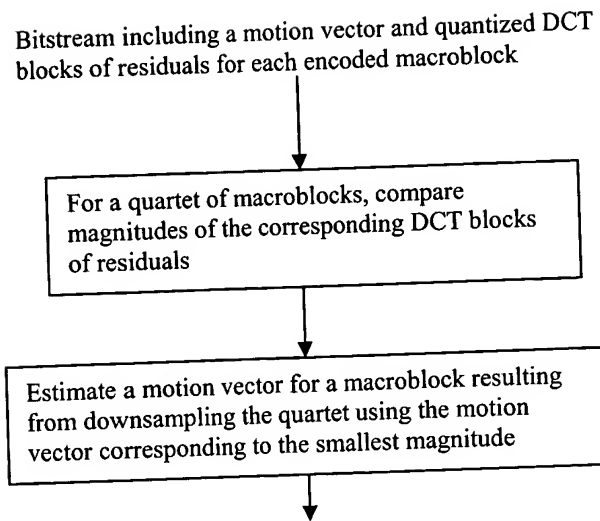 Bitstream including a motion vector and quantized DCT
blocks of residuals for each encoded macroblock
For a quartet of macroblocks, compare
magnitudes of the corresponding DCT blocks
of residuals
Estimate a motion vector for a macroblock resulting
from downsampling the quartet using the motion
vector corresponding to the smallest magnitude